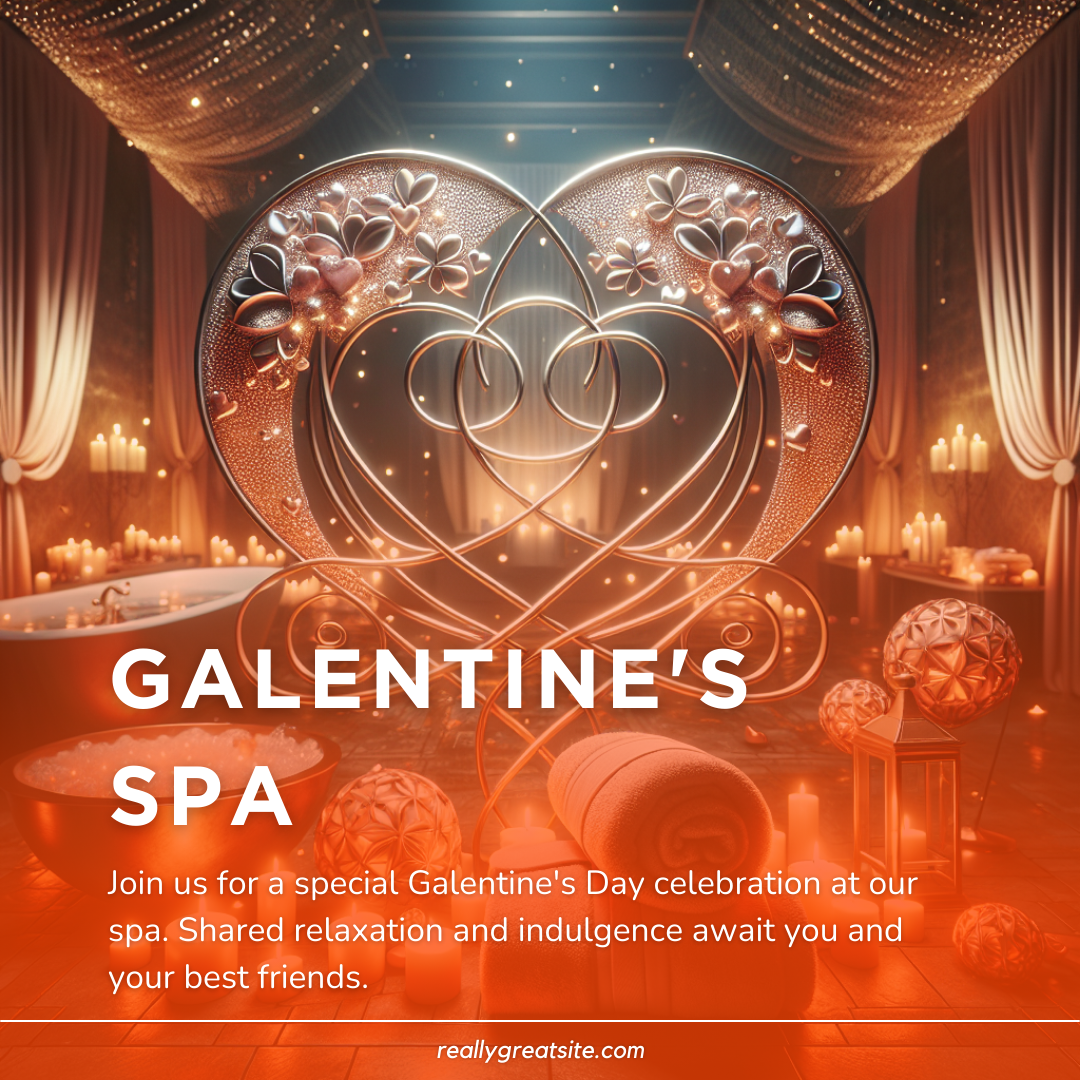 GALENTINE'S
SPA
Join us for a special Galentine's Day celebration at our
spa. Shared relaxation and indulgence await you and
your best friends.
reallygreatsite.com